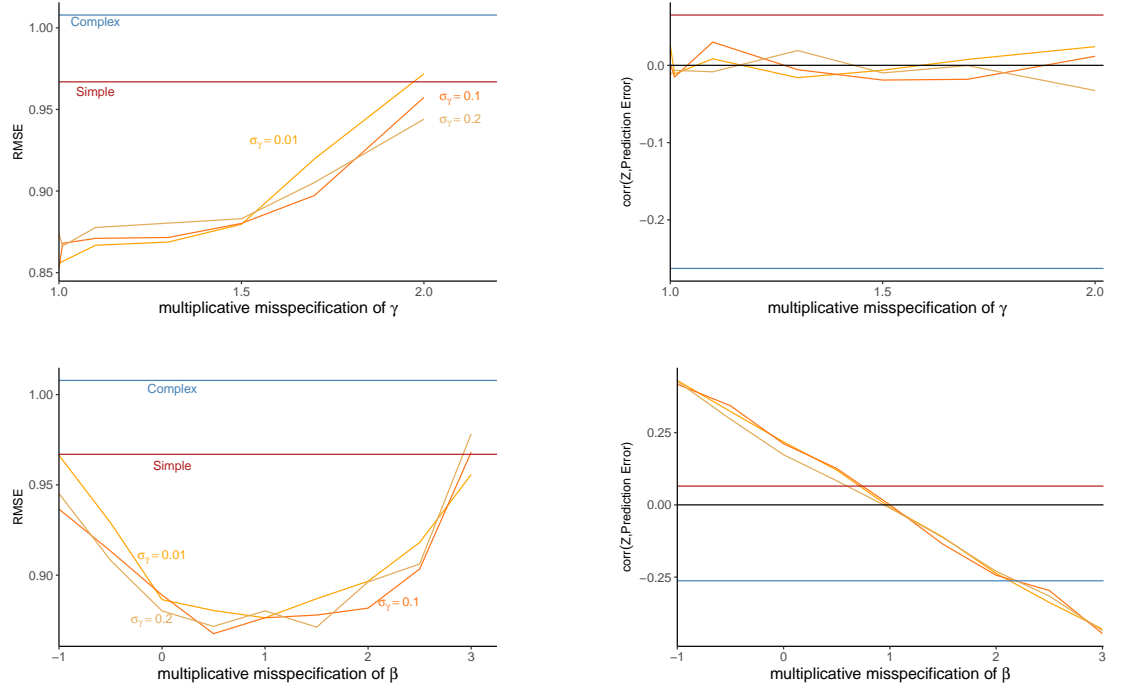 1.00
0.95
0.90
0.85
RMSE
Complex
Simple
σγ = 0.01
σγ = 0.1
σγ = 0.2
1.0
1.5
2.0
multiplicative misspecification of γ
0.0
−0.1
−0.2
corr(Z,Prediction Error)
1.0
1.5
2.0
multiplicative misspecification of γ
1.00
0.95
0.90
RMSE
Complex
Simple
σγ = 0.01
σγ = 0.1
σγ = 0.2
−1
0
1
2
3
multiplicative misspecification of β
0.25
0.00
−0.25
corr(Z,Prediction Error)
−1
0
1
2
3
multiplicative misspecification of β